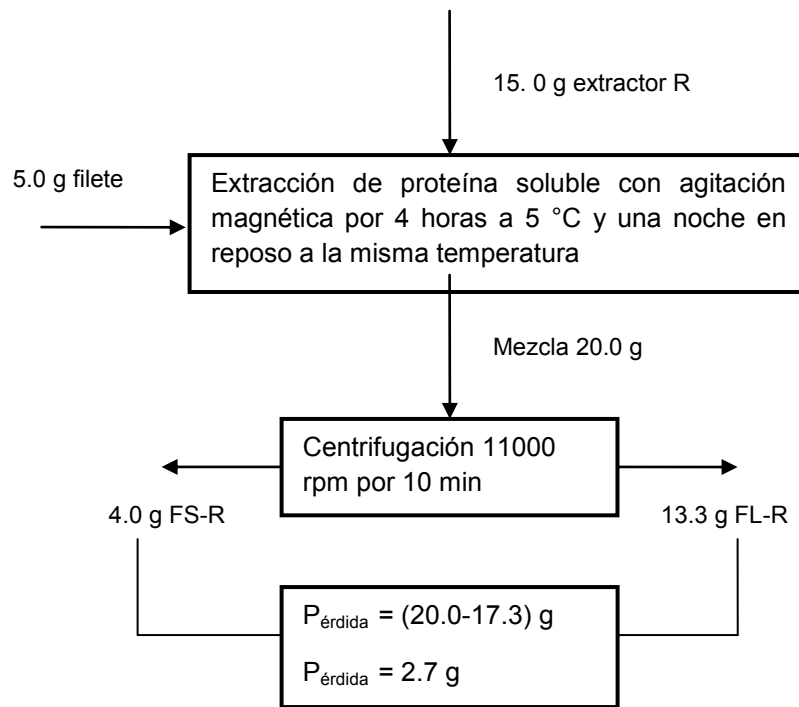 15. 0 g extractor R
5.0 g filete
Extracción de proteína soluble con agitación
magnética por 4 horas a 5 °C y una noche en
reposo a la misma temperatura
Mezcla 20.0 g
Centrifugación 11000
rpm por 10 min
4.0 g FS-R
13.3 g FL-R
Pérdida = (20.0-17.3) g
Pérdida = 2.7 g